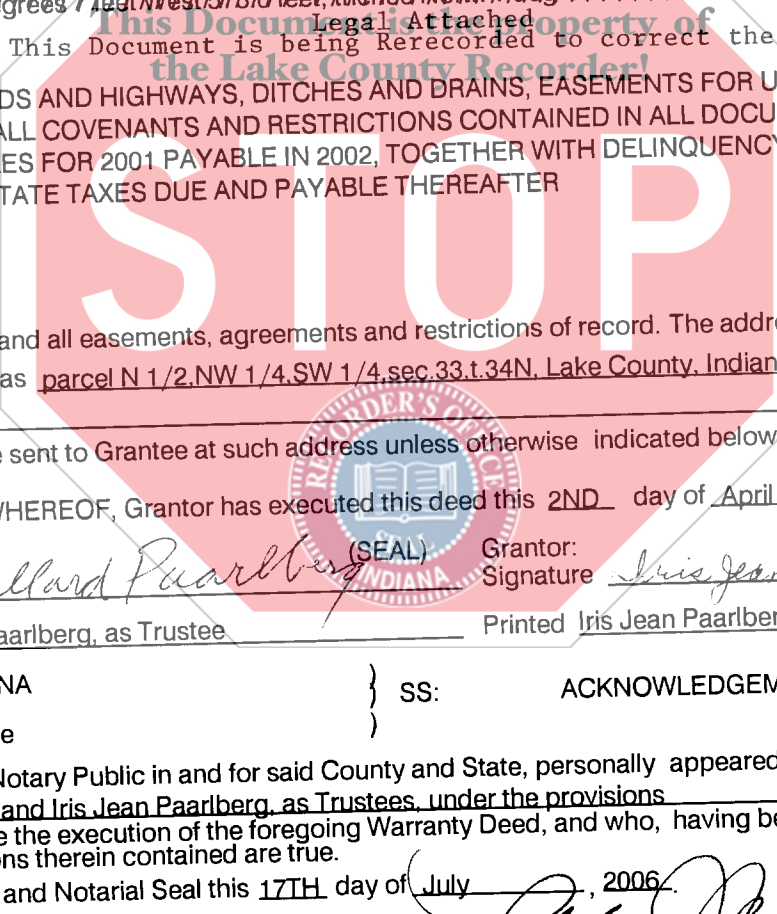 This Document is the property of
Legal Attached
This Document is being Rerecorded to correct the
the Lake County Recorder!
DS AND HIGHWAYS, DITCHES AND DRAINS, EASEMENTS FOR U
ALL COVENANTS AND RESTRICTIONS CONTAINED IN ALL DOCU
ES FOR 2001 PAYABLE IN 2002, TOGETHER WITH DELINQUENCY
TATE TAXES DUE AND PAYABLE THEREAFTER
STOP
and all easements, agreements and restrictions of record. The addre
as parcel N 1/2,NW 1/4,SW 1/4,sec.33,t.34N, Lake County, Indian
RECORDER'S OFFICE
e sent to Grantee at such address unless otherwise indicated below
WHEREOF, Grantor has executed this deed this 2ND day of April
SEAL
(SEAL) Grantor:
llard Paarlberg Signature Iris Jean
INDIANA
aarlberg, as Trustee Printed Iris Jean Paarlber
NA } SS: ACKNOWLEDGEM
e )
Notary Public in and for said County and State, personally appeared
and Iris Jean Paarlberg, as Trustees, under the provisions
e the execution of the foregoing Warranty Deed, and who, having be
ns therein contained are true.
and Notarial Seal this 17TH day of July, 2006.